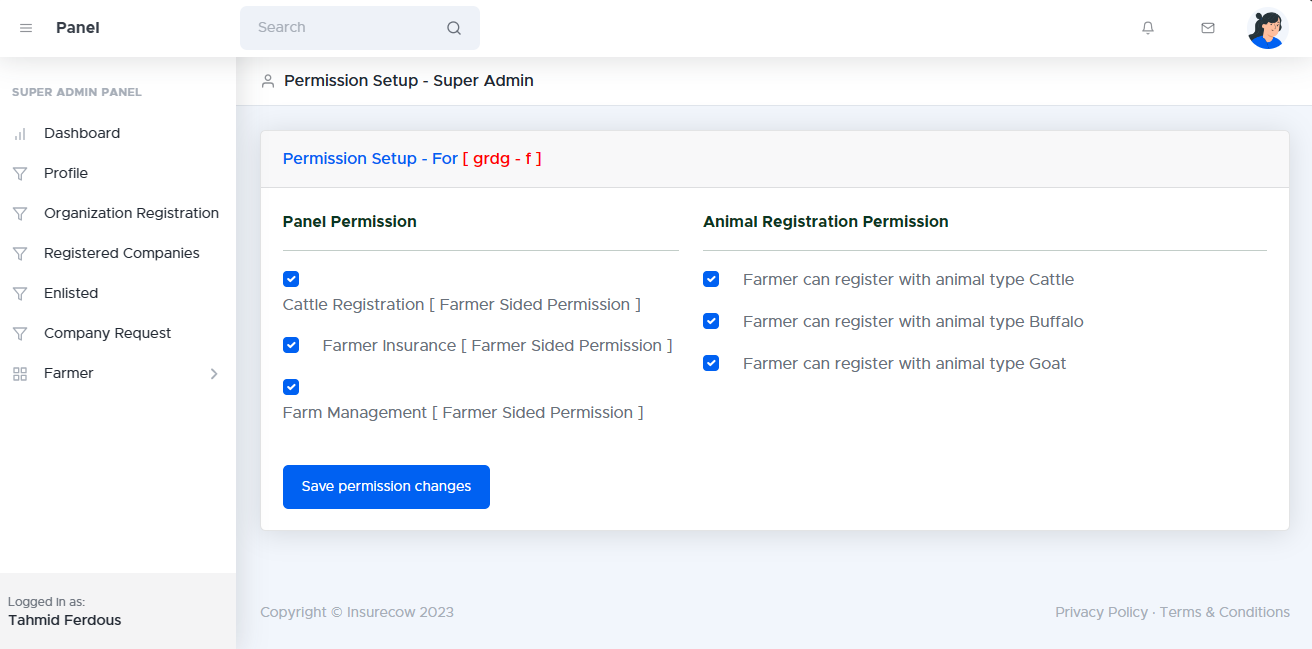 Panel
Search
SUPER ADMIN PANEL
Dashboard
Profile
Organization Registration
Registered Companies
Enlisted
Company Request
Farmer
Logged in as:
Tahmid Ferdous
Permission Setup - Super Admin
Permission Setup - For [ grdg - f ]
Panel Permission
Cattle Registration [ Farmer Sided Permission ]
Farmer Insurance [ Farmer Sided Permission ]
Farm Management [ Farmer Sided Permission ]
Animal Registration Permission
Farmer can register with animal type Cattle
Farmer can register with animal type Buffalo
Farmer can register with animal type Goat
Save permission changes
Copyright © Insurecow 2023
Privacy Policy · Terms & Conditions